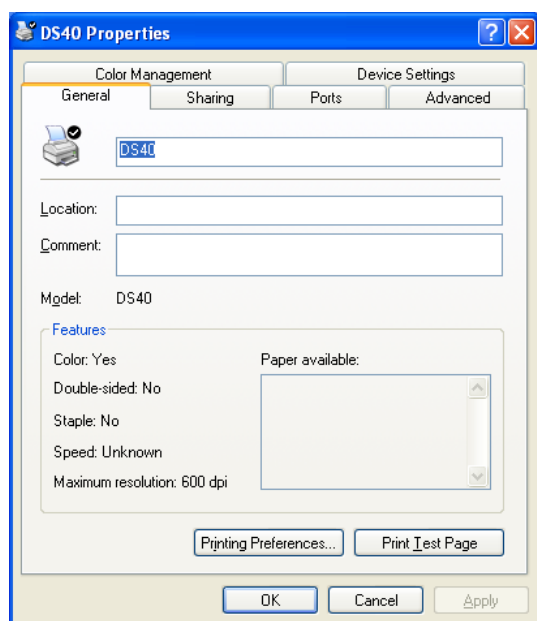 DS40 Properties
Color Management Device Settings
General Sharing Ports Advanced
DS40
Location:
Comment:
Model: DS40
Features
Color: Yes Paper available:
Double-sided: No
Staple: No
Speed: Unknown
Maximum resolution: 600 dpi
Printing Preferences... Print Test Page
OK Cancel Apply